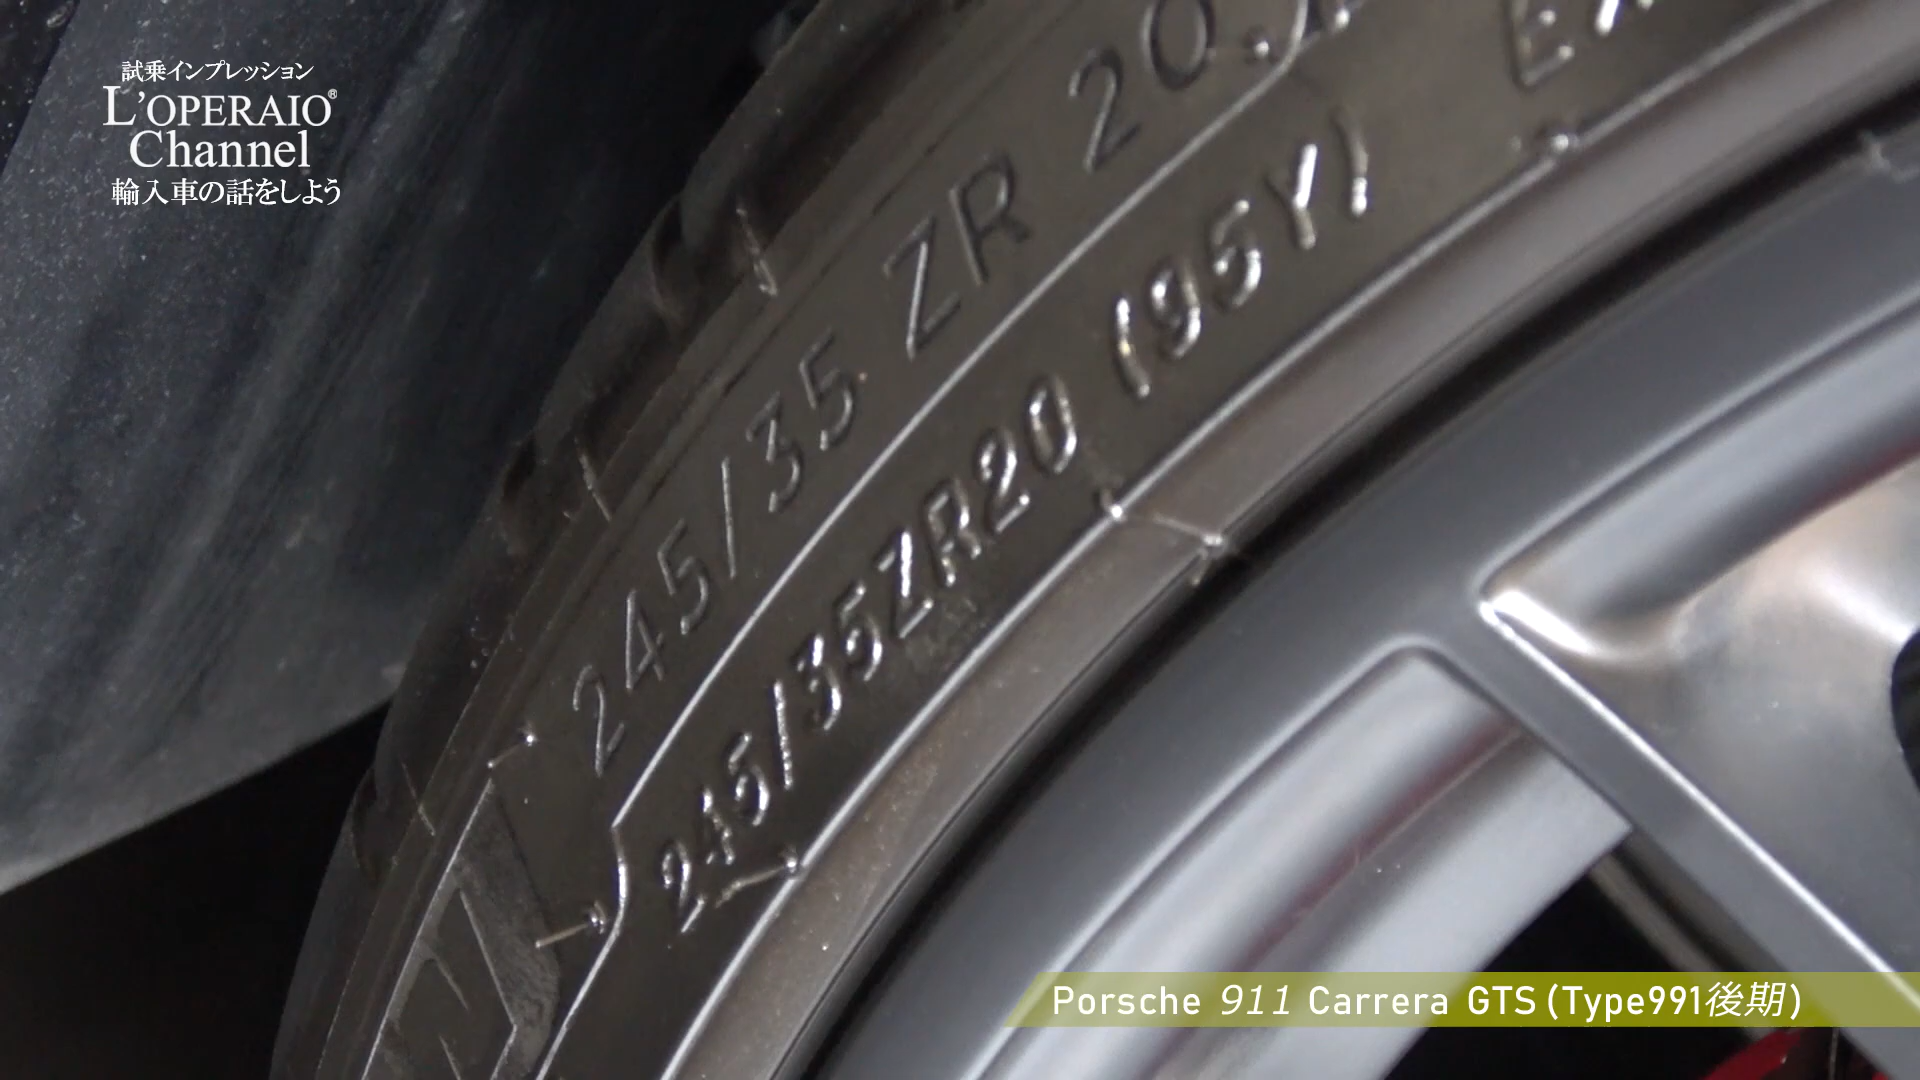 試乗インプレッション
L'OPERAIO®
Channel
輸入車の話をしよう
245/35 ZR 20
245/35ZR20 (95Y)
Porsche 911 Carrera GTS (Type991後期)